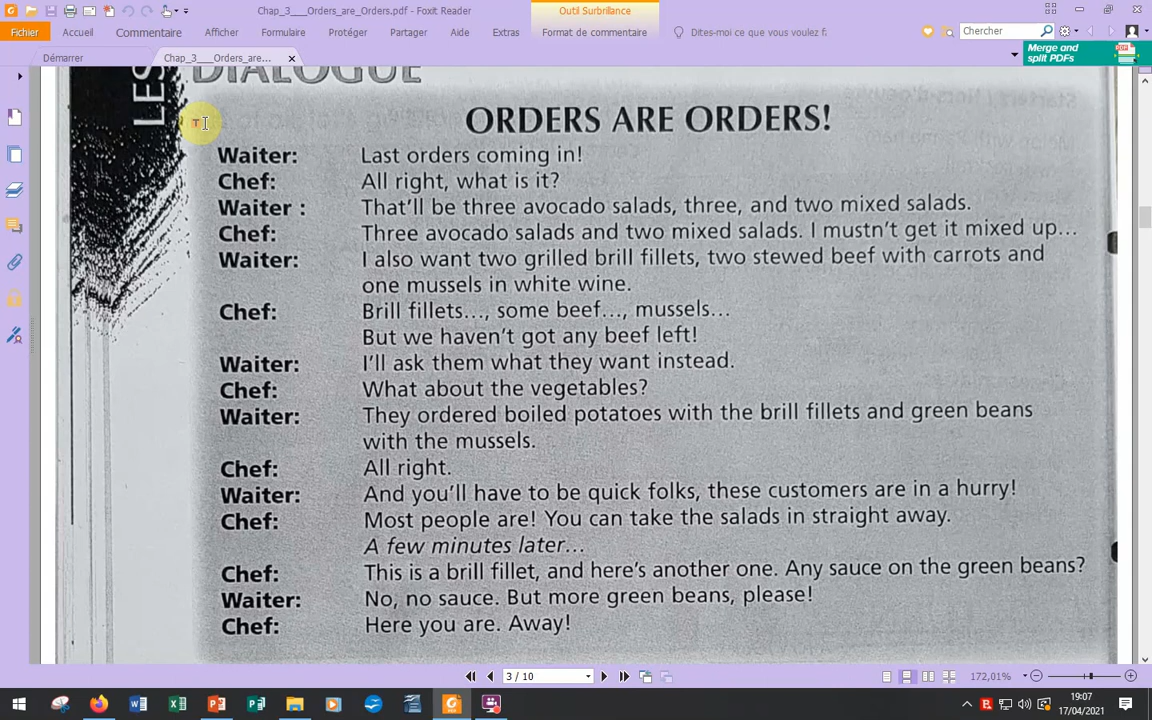 Chap_3___Orders_are_Orders.pdf - Foxit Reader
Outil Surbrillance
Fichier Accueil Commentaire Afficher Formulaire Protéger Partager Aide Extras Format de commentaire Dites-moi ce que vous voulez f. Chercher
Démarrer Chap_3___Orders_are... Merge and
split PDFs
LES
DIALOGUE
ORDERS ARE ORDERS!
Waiter: Last orders coming in!
Chef: All right, what is it?
Waiter : That'll be three avocado salads, three, and two mixed salads.
Chef: Three avocado salads and two mixed salads. I mustn't get it mixed up...
Waiter: I also want two grilled brill fillets, two stewed beef with carrots and
one mussels in white wine.
Chef: Brill fillets..., some beef..., mussels...
But we haven't got any beef left!
Waiter: I'll ask them what they want instead.
Chef: What about the vegetables?
Waiter: They ordered boiled potatoes with the brill fillets and green beans
with the mussels.
Chef: All right.
Waiter: And you'll have to be quick folks, these customers are in a hurry!
Chef: Most people are! You can take the salads in straight away.
A few minutes later...
Chef: This is a brill fillet, and here's another one. Any sauce on the green beans?
Waiter: No, no sauce. But more green beans, please!
Chef: Here you are. Away!
3 / 10 172,01%
19:07
17/04/2021